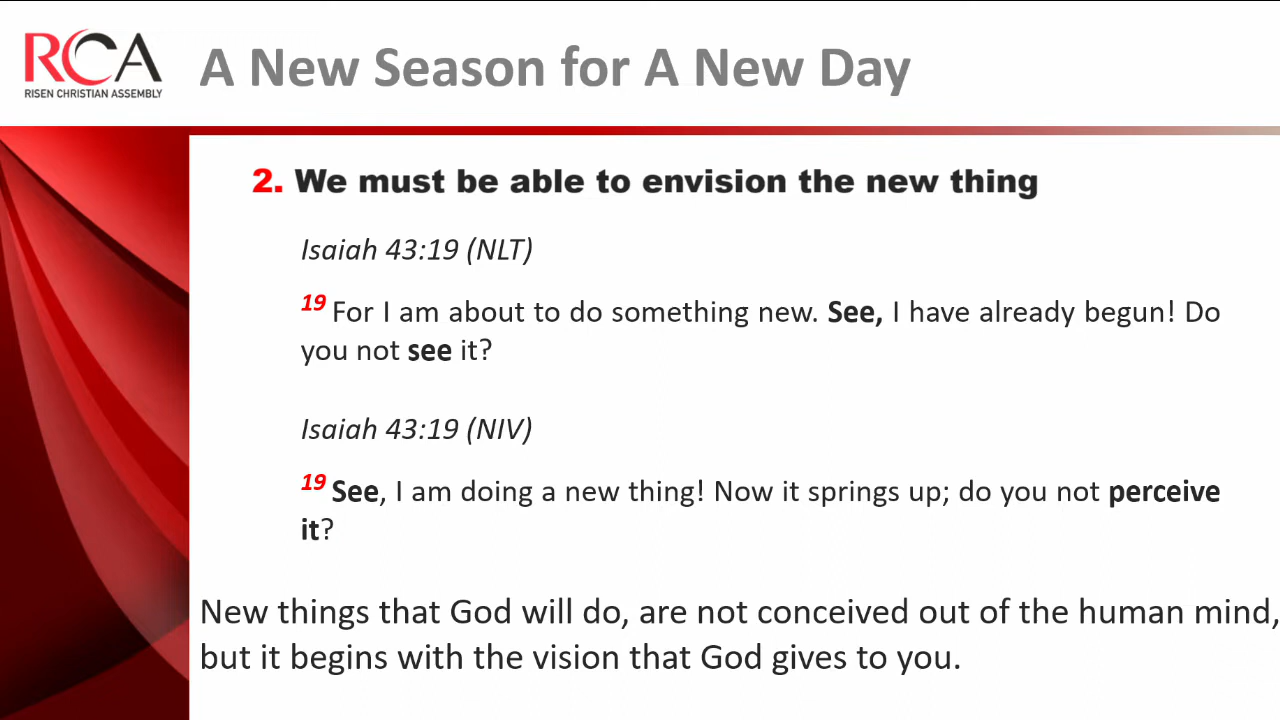 RCA
RISEN CHRISTIAN ASSEMBLY
A New Season for A New Day
2. We must be able to envision the new thing
Isaiah 43:19 (NLT)
19 For I am about to do something new. See, I have already begun! Do
you not see it?
Isaiah 43:19 (NIV)
19 See, I am doing a new thing! Now it springs up; do you not perceive
it?
New things that God will do, are not conceived out of the human mind,
but it begins with the vision that God gives to you.